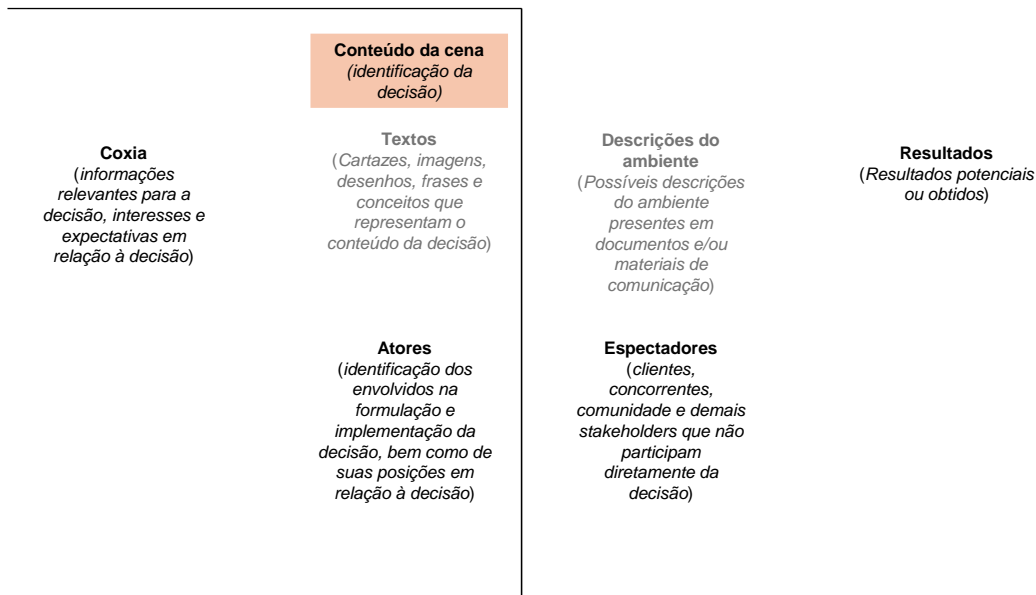 Conteúdo da cena
(identificação da
decisão)
Coxia
(informações
relevantes para a
decisão, interesses e
expectativas em
relação à decisão)
Textos
(Cartazes, imagens,
desenhos, frases e
conceitos que
representam o
conteúdo da decisão)
Descrições do
ambiente
(Possíveis descrições
do ambiente
presentes em
documentos e/ou
materiais de
comunicação)
Resultados
(Resultados potenciais
ou obtidos)
Atores
(identificação dos
envolvidos na
formulação e
implementação da
decisão, bem como de
suas posições em
relação à decisão)
Espectadores
(clientes,
concorrentes,
comunidade e demais
stakeholders que não
participam
diretamente da
decisão)